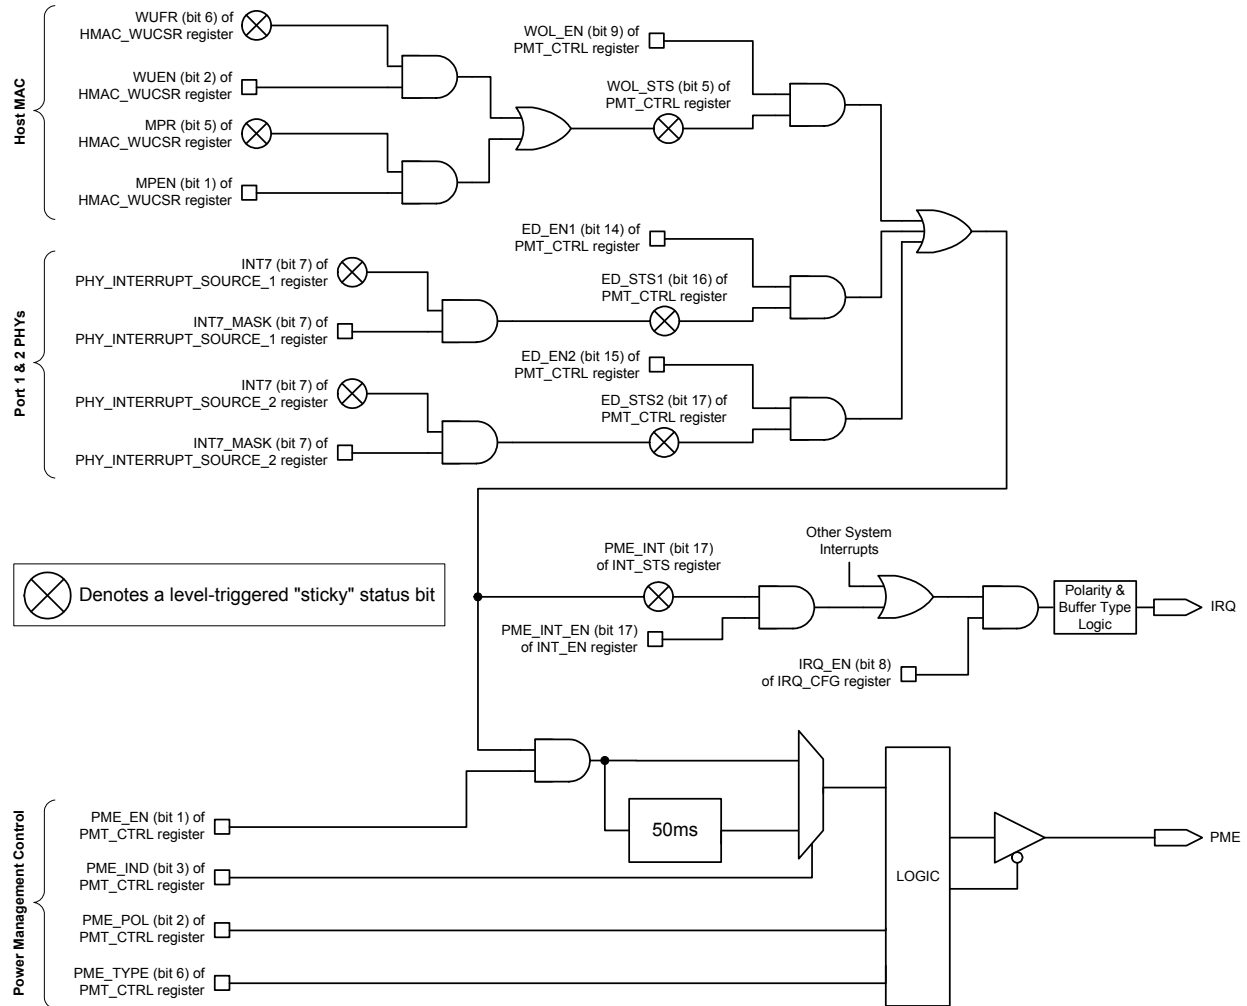 Host MAC
WUFR (bit 6) of
HMAC_WUCSR register
WUEN (bit 2) of
HMAC_WUCSR register
MPR (bit 5) of
HMAC_WUCSR register
MPEN (bit 1) of
HMAC_WUCSR register
WOL_EN (bit 9) of
PMT_CTRL register
WOL_STS (bit 5) of
PMT_CTRL register
Port 1 & 2 PHYs
INT7 (bit 7) of
PHY_INTERRUPT_SOURCE_1 register
INT7_MASK (bit 7) of
PHY_INTERRUPT_SOURCE_1 register
INT7 (bit 7) of
PHY_INTERRUPT_SOURCE_2 register
INT7_MASK (bit 7) of
PHY_INTERRUPT_SOURCE_2 register
ED_EN1 (bit 14) of
PMT_CTRL register
ED_STS1 (bit 16) of
PMT_CTRL register
ED_EN2 (bit 15) of
PMT_CTRL register
ED_STS2 (bit 17) of
PMT_CTRL register
Denotes a level-triggered "sticky" status bit
PME_INT (bit 17)
of INT_STS register
PME_INT_EN (bit 17)
of INT_EN register
Other System
Interrupts
IRQ_EN (bit 8)
of IRQ_CFG register
Polarity &
Buffer Type
Logic
IRQ
Power Management Control
PME_EN (bit 1) of
PMT_CTRL register
PME_IND (bit 3) of
PMT_CTRL register
PME_POL (bit 2) of
PMT_CTRL register
PME_TYPE (bit 6) of
PMT_CTRL register
50ms
LOGIC
PME